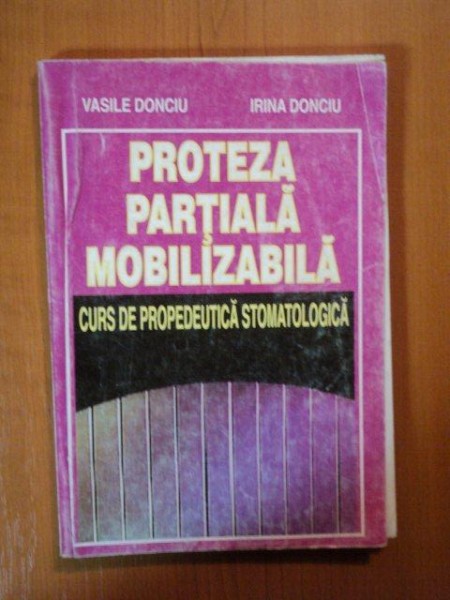 VASILE DONCIU IRINA DONCIU
PROTEZA
PARȚIALĂ
MOBILIZABILĂ
CURS DE PROPEDEUTICĂ STOMATOLOGICĂ